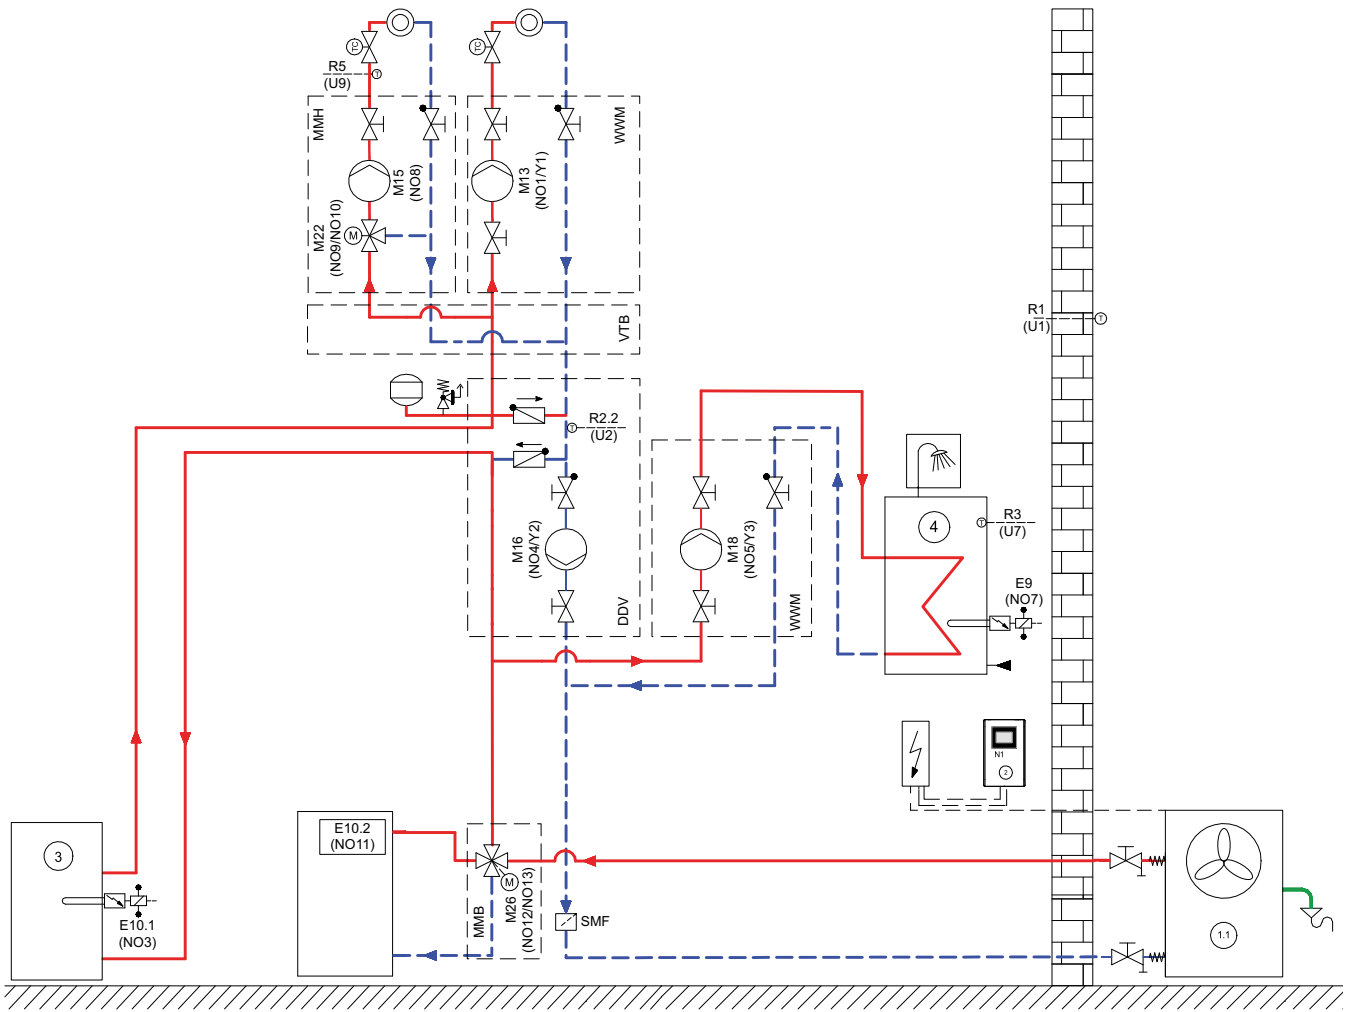 TC
TC
R5
(U9)
T
MMH
WWM
M15
(NO8)
M13
(NO1/Y1)
M22
(NO9/NO10)
M
VTB
R1
(U1)
T
R2.2
(U2)
T
M16
(NO4/Y2)
DDV
M18
(NO5/Y3)
WWM
4
R3
(U7)
T
E9
(NO7)
N1
2
3
E10.1
(NO3)
E10.2
(NO11)
MMB
M
M26
(NO12/NO13)
SMF
1.1